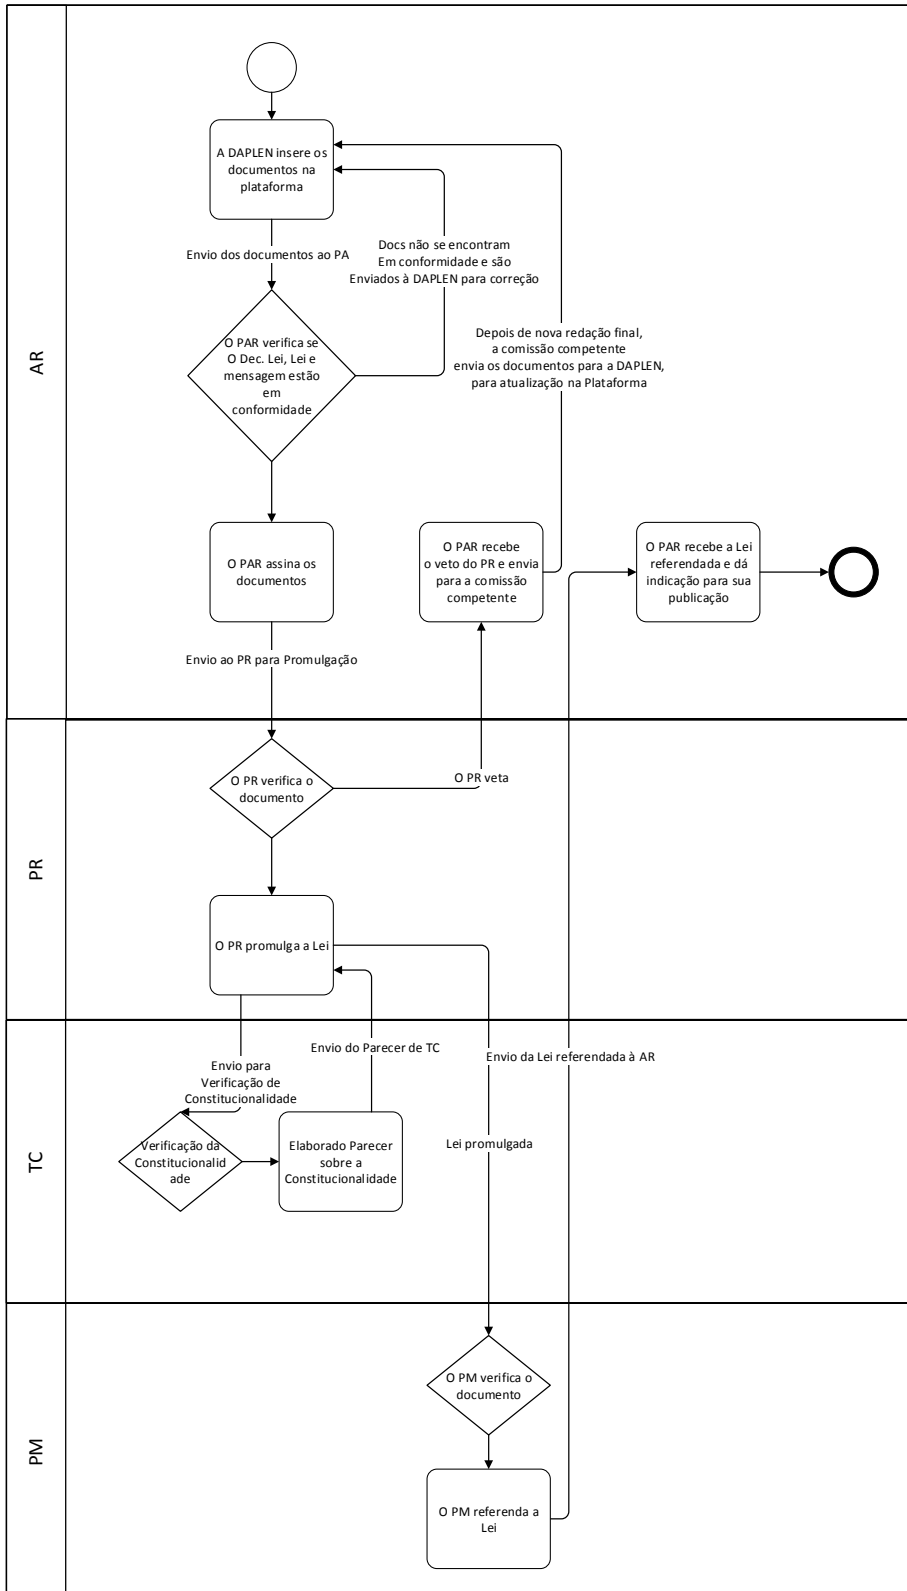 AR
A DAPLEN insere os
documentos na
plataforma
Envio dos documentos ao PA
Docs não se encontram
Em conformidade e são
Enviados à DAPLEN para correção
O PAR verifica se
O Dec. Lei, Lei e
mensagem estão
em
conformidade
Depois de nova redação final,
a comissão competente
envia os documentos para a DAPLEN,
para atualização na Plataforma
O PAR assina os
documentos
O PAR recebe
o veto do PR e envia
para a comissão
competente
O PAR recebe a Lei
referendada e dá
indicação para sua
publicação
Envio ao PR para Promulgação
PR
O PR verifica o
documento
O PR veta
O PR promulga a Lei
TC
Envio para
Verificação de
Constitucionalidade
Envio do Parecer de TC
Envio da Lei referendada à AR
Verificação da
Constitucionalid
ade
Elaborado Parecer
sobre a
Constitucionalidade
Lei promulgada
PM
O PM verifica o
documento
O PM referenda a
Lei